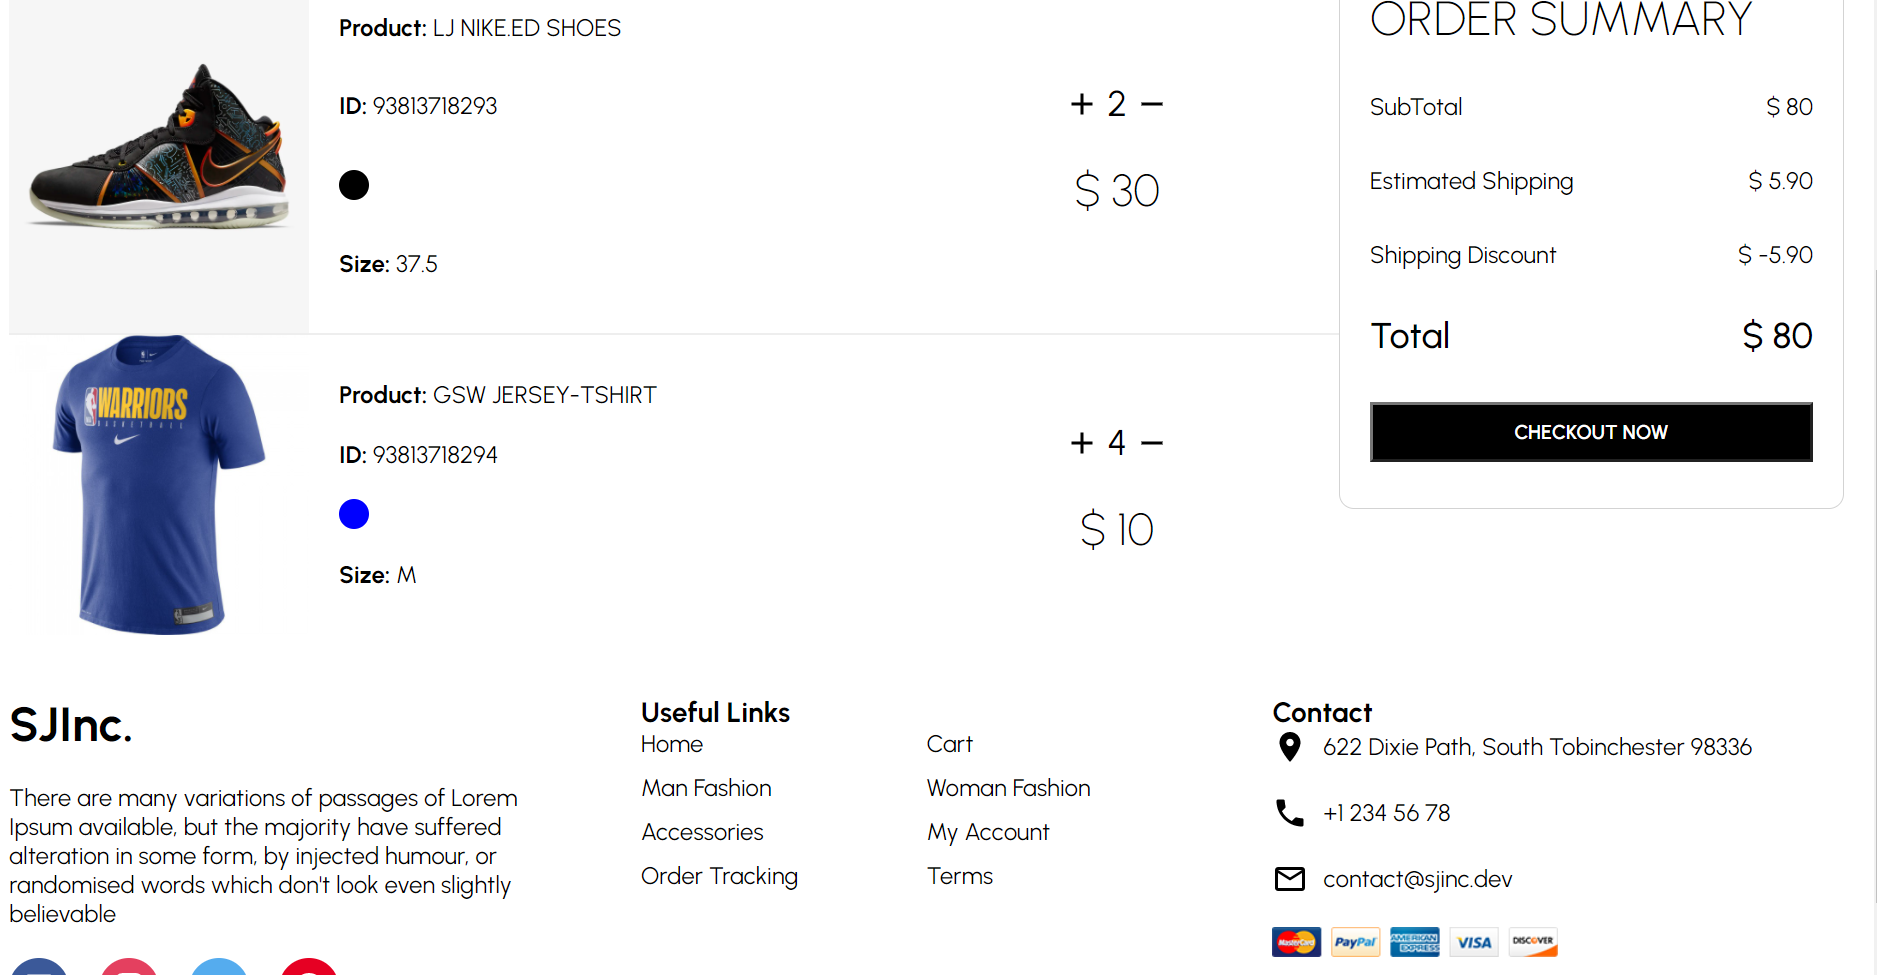 Product: LJ NIKE.ED SHOES
ID: 93813718293
Size: 37.5
+ 2 −
$ 30
WARRIORS
BASKETBALL
Product: GSW JERSEY-TSHIRT
ID: 93813718294
Size: M
+ 4 −
$ 10
ORDER SUMMARY
SubTotal $ 80
Estimated Shipping $ 5.90
Shipping Discount $ -5.90
Total $ 80
CHECKOUT NOW
SJInc.
There are many variations of passages of Lorem
Ipsum available, but the majority have suffered
alteration in some form, by injected humour, or
randomised words which don't look even slightly
believable
Useful Links
Home Cart
Man Fashion Woman Fashion
Accessories My Account
Order Tracking Terms
Contact
622 Dixie Path, South Tobinchester 98336
+1 234 56 78
contact@sjinc.dev
MasterCard PayPal AMERICAN EXPRESS VISA DISCOVER